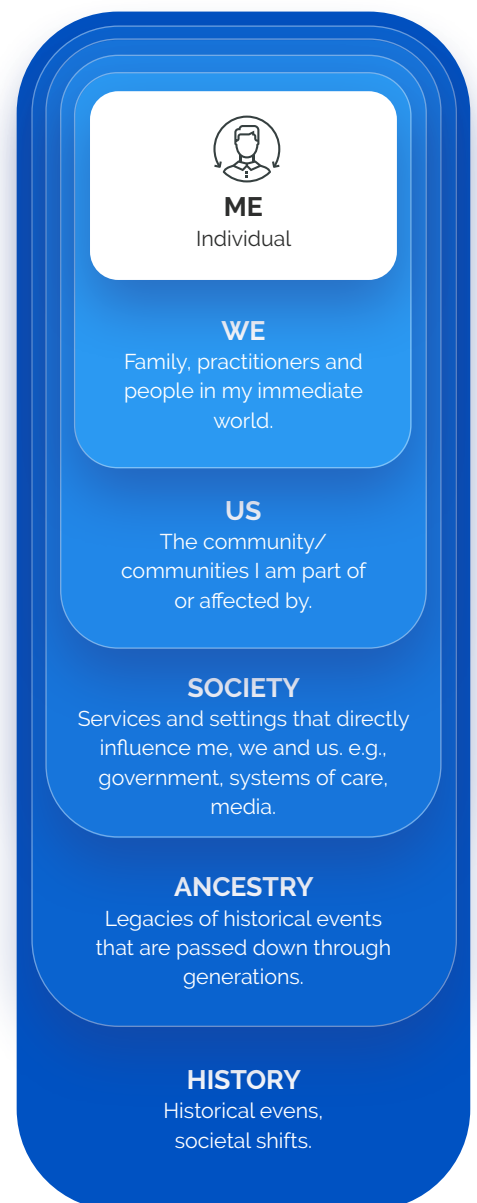 ME
Individual
WE
Family, practitioners and
people in my immediate
world.
US
The community/
communities I am part of
or affected by.
SOCIETY
Services and settings that directly
influence me, we and us. e.g.,
government, systems of care,
media.
ANCESTRY
Legacies of historical events
that are passed down through
generations.
HISTORY
Historical evens,
societal shifts.